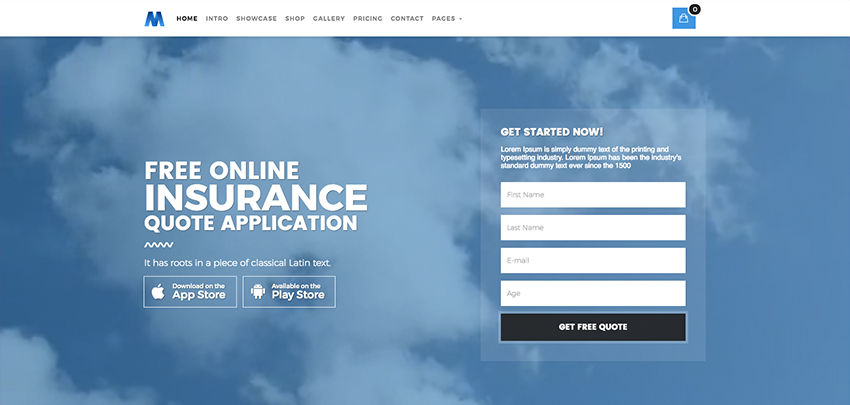 HOME INTRO SHOWCASE SHOP GALLERY PRICING CONTACT PAGES
0
FREE ONLINE
INSURANCE
QUOTE APPLICATION
It has roots in a piece of classical Latin text.
Download on the
App Store
Available on the
Play Store
GET STARTED NOW!
Lorem Ipsum is simply dummy text of the printing and
typesetting industry. Lorem Ipsum has been the industry's
standard dummy text ever since the 1500
First Name
Last Name
E-mail
Age
GET FREE QUOTE